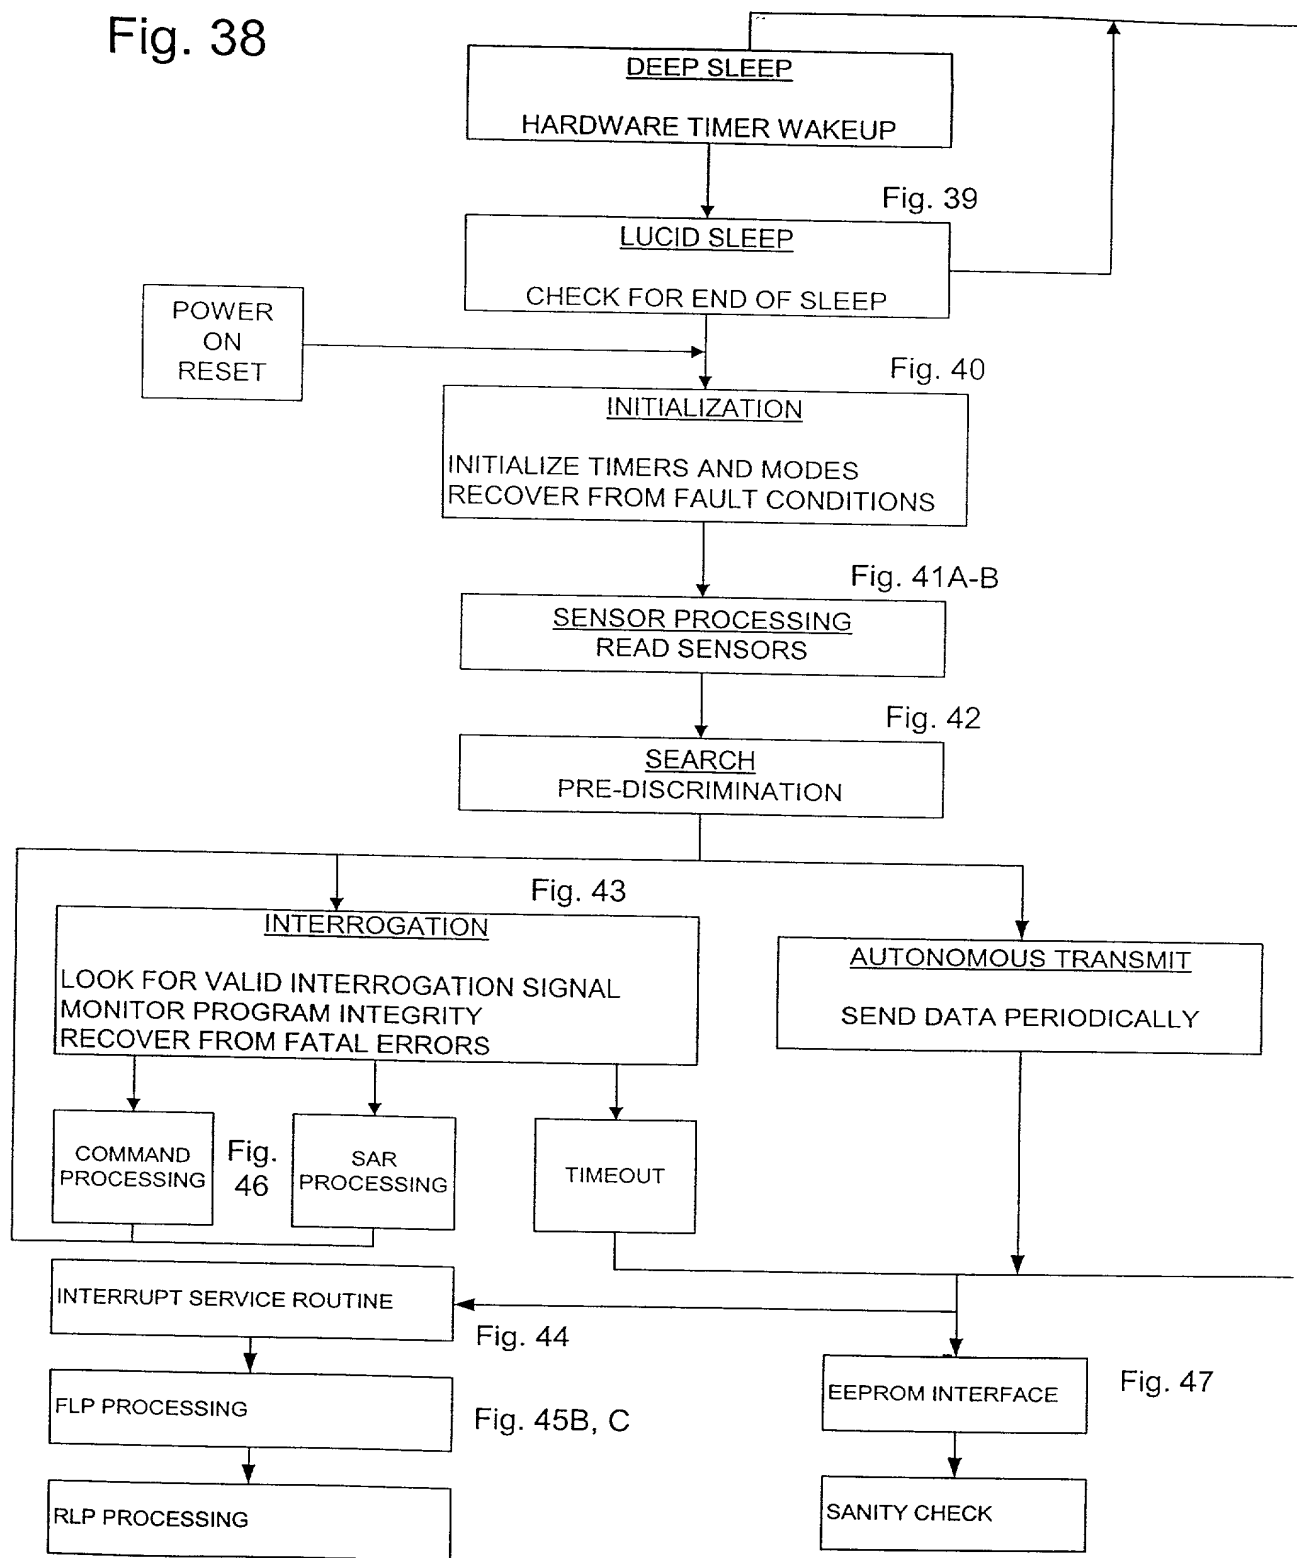 Fig. 38
DEEP SLEEP
HARDWARE TIMER WAKEUP
Fig. 39
LUCID SLEEP
CHECK FOR END OF SLEEP
POWER
ON
RESET
Fig. 40
INITIALIZATION
INITIALIZE TIMERS AND MODES
RECOVER FROM FAULT CONDITIONS
Fig. 41A-B
SENSOR PROCESSING
READ SENSORS
Fig. 42
SEARCH
PRE-DISCRIMINATION
Fig. 43
INTERROGATION
LOOK FOR VALID INTERROGATION SIGNAL
MONITOR PROGRAM INTEGRITY
RECOVER FROM FATAL ERRORS
AUTONOMOUS TRANSMIT
SEND DATA PERIODICALLY
COMMAND
PROCESSING
Fig.
46
SAR
PROCESSING
TIMEOUT
INTERRUPT SERVICE ROUTINE
Fig. 44
FLP PROCESSING
Fig. 45B, C
RLP PROCESSING
EEPROM INTERFACE
Fig. 47
SANITY CHECK